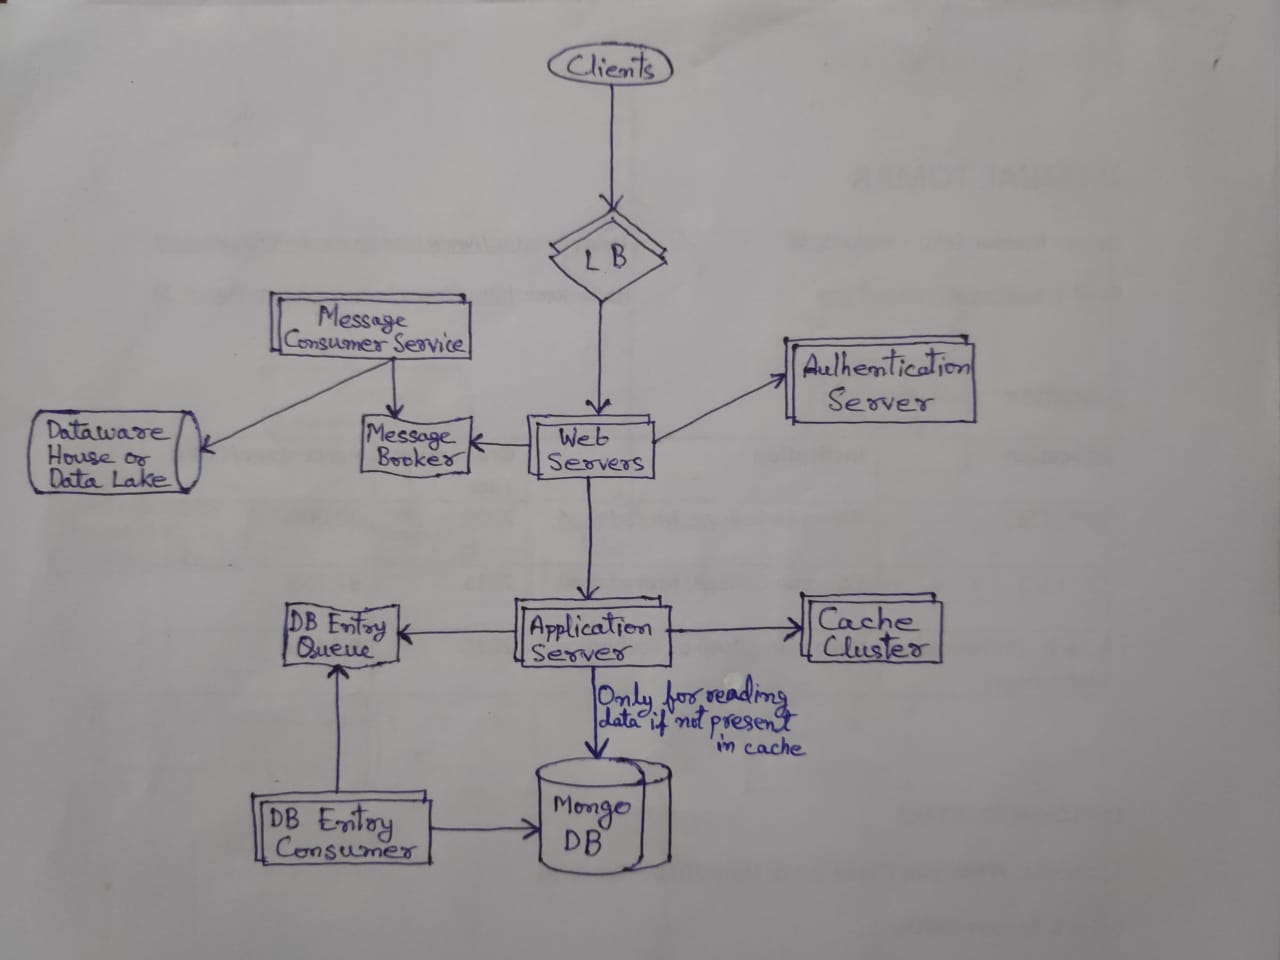 Clients
L B
Message
Consumer Service
Aulhentication
Server
Dataware
House or
Data Lake
Message
Broker
Web
Servers
DB Entry
Queue
Application
Server
Cache
Cluster
Only for reading
data if not present
in cache
DB Entry
Consumer
Mongo
DB